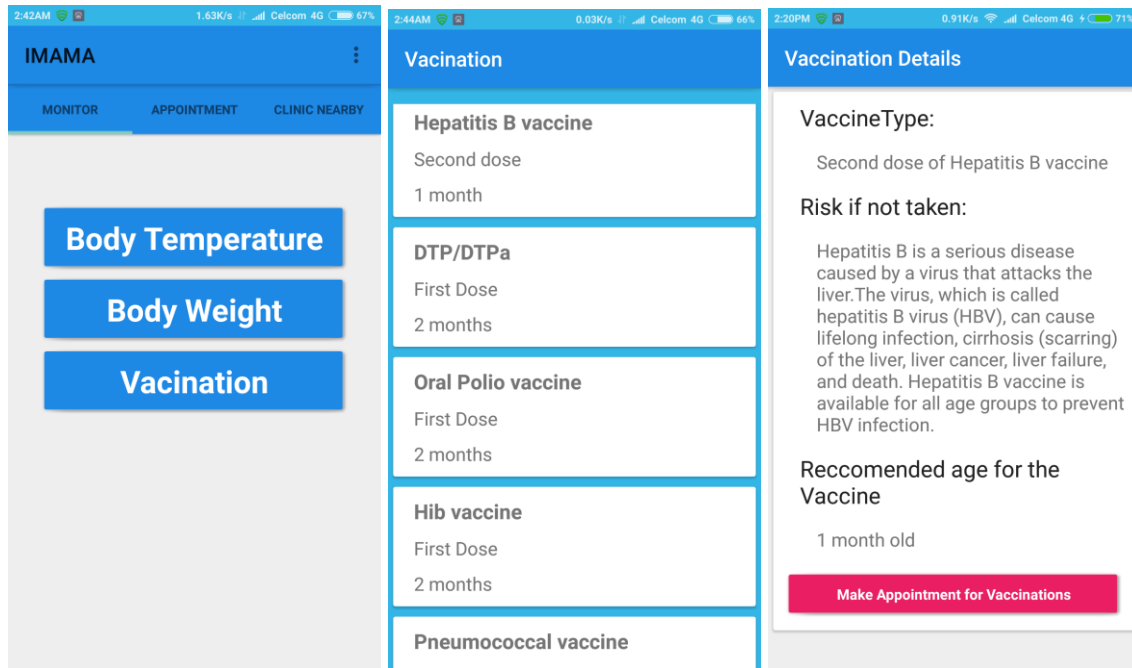 2:42AM 1.63K/s Celcom 4G 67%
IMAMA
MONITOR APPOINTMENT CLINIC NEARBY
Body Temperature
Body Weight
Vacination
2:44AM 0.03K/s Celcom 4G 66%
Vacination
Hepatitis B vaccine
Second dose
1 month
DTP/DTPa
First Dose
2 months
Oral Polio vaccine
First Dose
2 months
Hib vaccine
First Dose
2 months
Pneumococcal vaccine
2:20PM 0.91K/s Celcom 4G 71%
Vaccination Details
VaccineType:
Second dose of Hepatitis B vaccine
Risk if not taken:
Hepatitis B is a serious disease
caused by a virus that attacks the
liver.The virus, which is called
hepatitis B virus (HBV), can cause
lifelong infection, cirrhosis (scarring)
of the liver, liver cancer, liver failure,
and death. Hepatitis B vaccine is
available for all age groups to prevent
HBV infection.
Reccomended age for the
Vaccine
1 month old
Make Appointment for Vaccinations